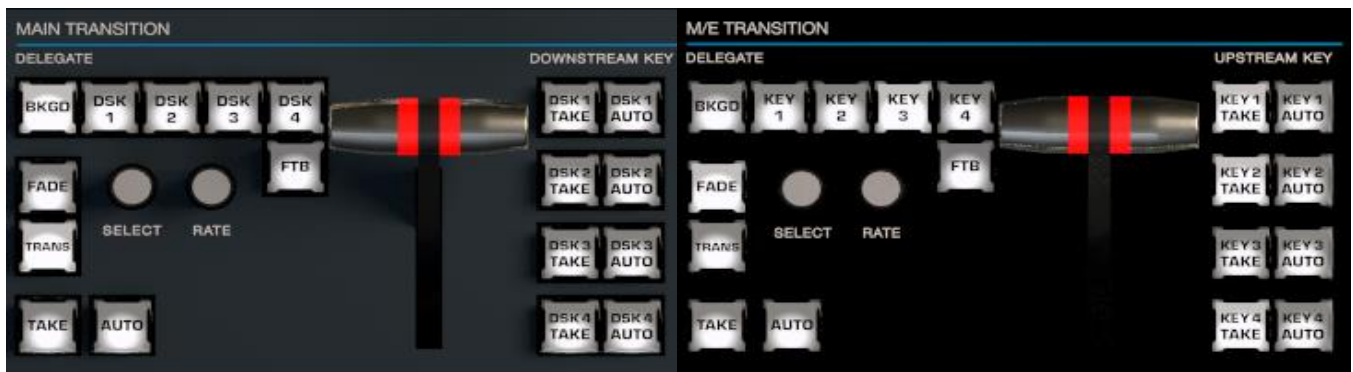 MAIN TRANSITION
DELEGATE
DOWNSTREAM KEY
BKGD
DSK 1
DSK 2
DSK 3
DSK 4
DSK 1 TAKE
DSK 1 AUTO
FTB
FADE
DSK 2 TAKE
DSK 2 AUTO
SELECT
RATE
TRANS
DSK 3 TAKE
DSK 3 AUTO
TAKE
AUTO
DSK 4 TAKE
DSK 4 AUTO
M/E TRANSITION
DELEGATE
UPSTREAM KEY
BKGD
KEY 1
KEY 2
KEY 3
KEY 4
KEY 1 TAKE
KEY 1 AUTO
FTB
FADE
KEY 2 TAKE
KEY 2 AUTO
SELECT
RATE
TRANS
KEY 3 TAKE
KEY 3 AUTO
TAKE
AUTO
KEY 4 TAKE
KEY 4 AUTO